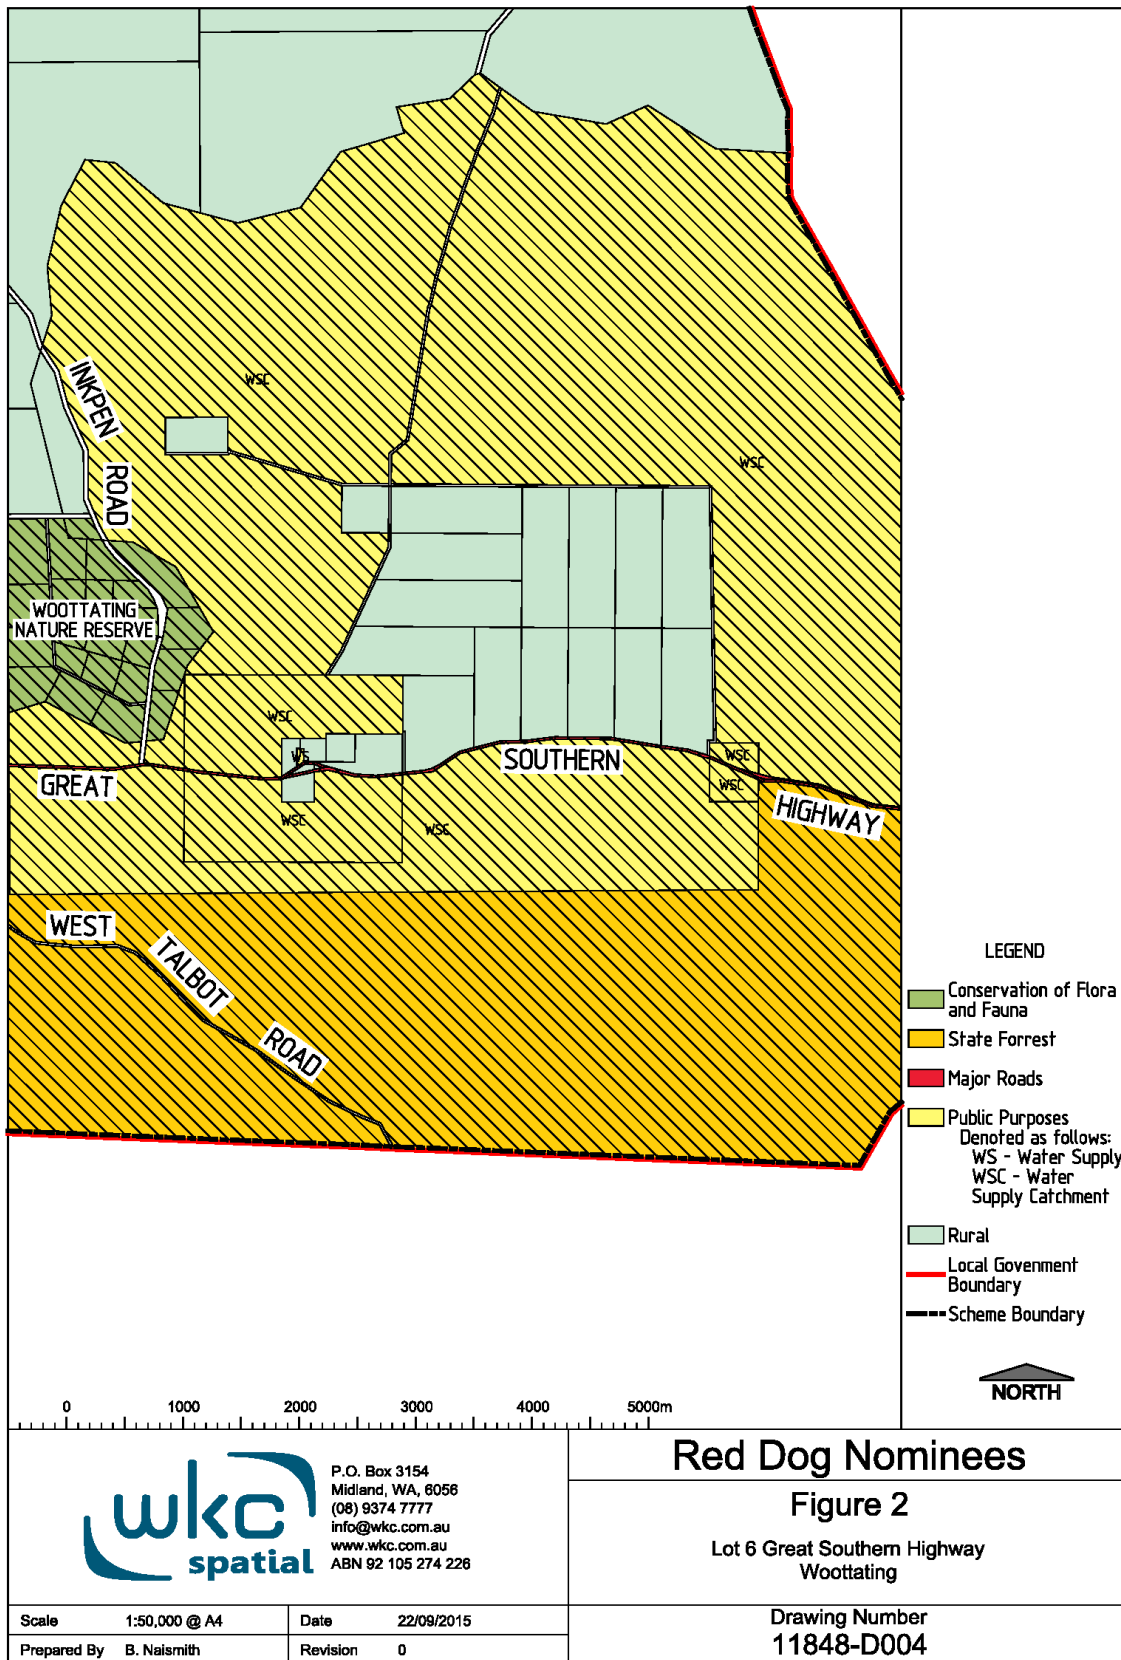 WSC
INKPEN
ROAD
WSC
WOOTTATING
NATURE RESERVE
WSC
WS
GREAT
SOUTHERN
WSC
WSC
HIGHWAY
WSC
WSC
WEST
TALBOT
ROAD
LEGEND
Conservation of Flora
and Fauna
State Forrest
Major Roads
Public Purposes
Denoted as follows:
WS - Water Supply
WSC - Water
Supply Catchment
Rural
Local Govenment
Boundary
Scheme Boundary
NORTH
0 1000 2000 3000 4000 5000m
wkc
spatial
P.O. Box 3154
Midland, WA, 6056
(08) 9374 7777
info@wkc.com.au
www.wkc.com.au
ABN 92 105 274 226
Red Dog Nominees
Figure 2
Lot 6 Great Southern Highway
Woottating
Scale 1:50,000 @ A4 Date 22/09/2015
Prepared By B. Naismith Revision 0
Drawing Number
11848-D004